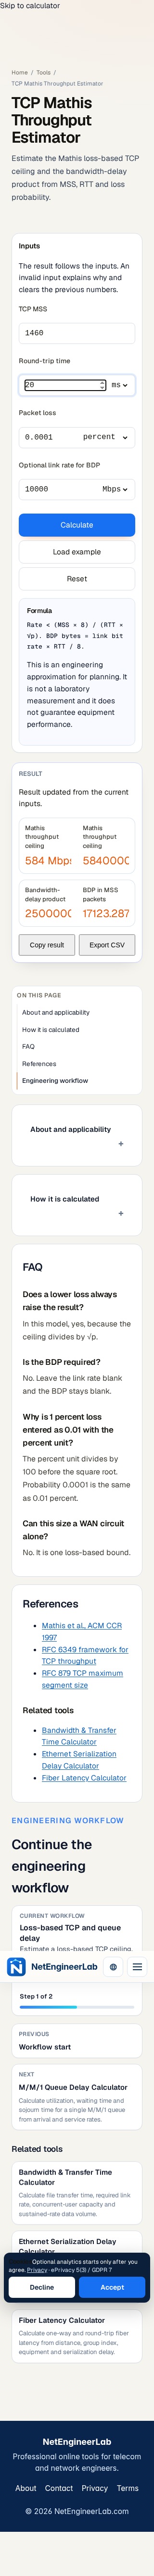 Skip to calculator
Home / Tools /
TCP Mathis Throughput Estimator
TCP Mathis
Throughput
Estimator
Estimate the Mathis loss-based TCP
ceiling and the bandwidth-delay
product from MSS, RTT and loss
probability.
Inputs
The result follows the inputs. An
invalid input explains why and
clears the previous numbers.
TCP MSS
1460
Round-trip time
20 ms
Packet loss
0.0001 percent
Optional link rate for BDP
10000 Mbps
Calculate
Load example
Reset
Formula
Rate < (MSS × 8) / (RTT ×
√p). BDP bytes = link bit
rate × RTT / 8.
This is an engineering
approximation for planning. It
is not a laboratory
measurement and it does
not guarantee equipment
performance.
RESULT
Result updated from the current
inputs.
Mathis
throughput
ceiling
584 Mbps
Mathis
throughput
ceiling
5840000
Bandwidth-
delay product
2500000
BDP in MSS
packets
17123.287
Copy result
Export CSV
ON THIS PAGE
About and applicability
How it is calculated
FAQ
References
Engineering workflow
About and applicability
+
How it is calculated
+
FAQ
Does a lower loss always
raise the result?
In this model, yes, because the
ceiling divides by √p.
Is the BDP required?
No. Leave the link rate blank
and the BDP stays blank.
Why is 1 percent loss
entered as 0.01 with the
percent unit?
The percent unit divides by
100 before the square root.
Probability 0.0001 is the same
as 0.01 percent.
Can this size a WAN circuit
alone?
No. It is one loss-based bound.
References
Mathis et al., ACM CCR
1997
RFC 6349 framework for
TCP throughput
RFC 879 TCP maximum
segment size
Related tools
Bandwidth & Transfer
Time Calculator
Ethernet Serialization
Delay Calculator
Fiber Latency Calculator
ENGINEERING WORKFLOW
Continue the
engineering
workflow
CURRENT WORKFLOW
Loss-based TCP and queue
delay
Estimate a loss-based TCP ceiling,
N NetEngineerLab
Step 1 of 2
PREVIOUS
Workflow start
NEXT
M/M/1 Queue Delay Calculator
Calculate utilization, waiting time and
sojourn time for a single M/M/1 queue
from arrival and service rates.
Related tools
Bandwidth & Transfer Time
Calculator
Calculate file transfer time, required link
rate, concurrent-user capacity and
sustained-rate data volume.
Ethernet Serialization Delay
Calculator
Optional analytics starts only after you
agree. Privacy · ePrivacy 5(3) / GDPR 7
Decline
Accept
Fiber Latency Calculator
Calculate one-way and round-trip fiber
latency from distance, group index,
equipment and serialization delay.
NetEngineerLab
Professional online tools for telecom
and network engineers.
About Contact Privacy Terms
© 2026 NetEngineerLab.com